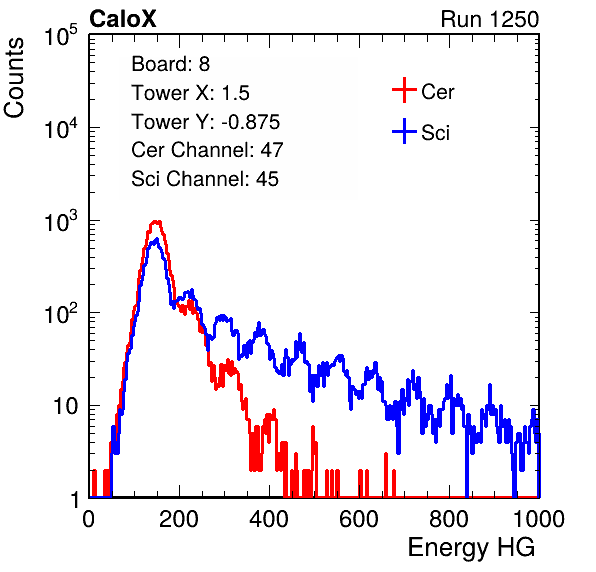 CaloX Run 1250
Board: 8
Tower X: 1.5
Tower Y: -0.875
Cer Channel: 47
Sci Channel: 45
Cer
Sci
Counts
10^5
10^4
10^3
10^2
10
1
0 200 400 600 800 1000
Energy HG